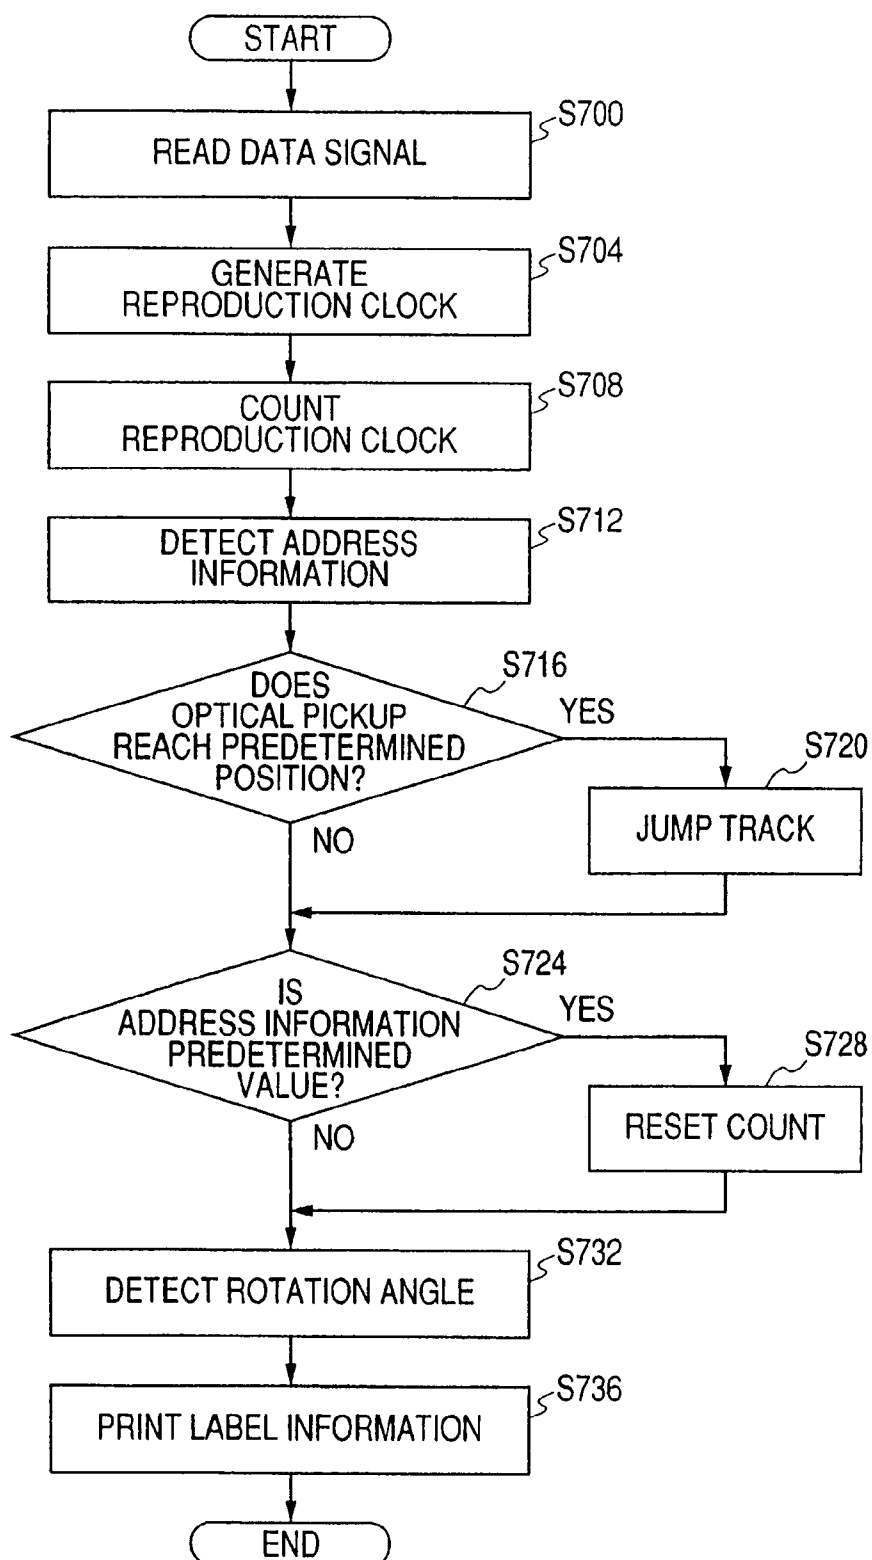 START
S700
READ DATA SIGNAL
S704
GENERATE
REPRODUCTION CLOCK
S708
COUNT
REPRODUCTION CLOCK
S712
DETECT ADDRESS
INFORMATION
S716
DOES
OPTICAL PICKUP
REACH PREDETERMINED
POSITION?
YES
S720
JUMP TRACK
NO
S724
IS
ADDRESS INFORMATION
PREDETERMINED
VALUE?
YES
S728
RESET COUNT
NO
S732
DETECT ROTATION ANGLE
S736
PRINT LABEL INFORMATION
END